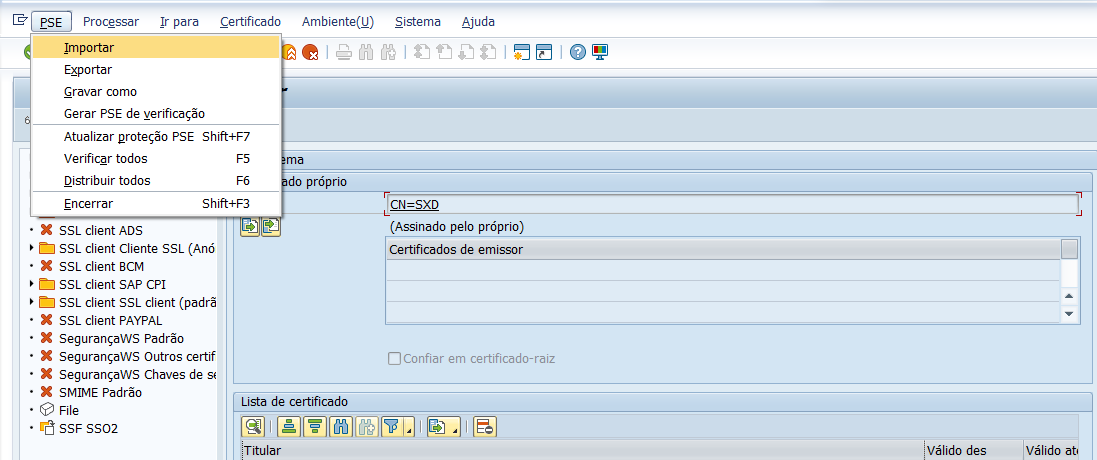 PSE Processar Ir para Certificado Ambiente(U) Sistema Ajuda
Importar
Exportar
Gravar como
Gerar PSE de verificação
Atualizar proteção PSE Shift+F7
Verificar todos F5
Distribuir todos F6
Encerrar Shift+F3
SSL client ADS
SSL client Cliente SSL (Anó
SSL client BCM
SSL client SAP CPI
SSL client SSL client (padrã
SSL client PAYPAL
SegurançaWS Padrão
SegurançaWS Outros certif
SegurançaWS Chaves de se
SMIME Padrão
File
SSF SSO2
ema
ado próprio
CN=SXD
(Assinado pelo próprio)
Certificados de emissor
Confiar em certificado-raiz
Lista de certificado
Titular Válido des Válido até